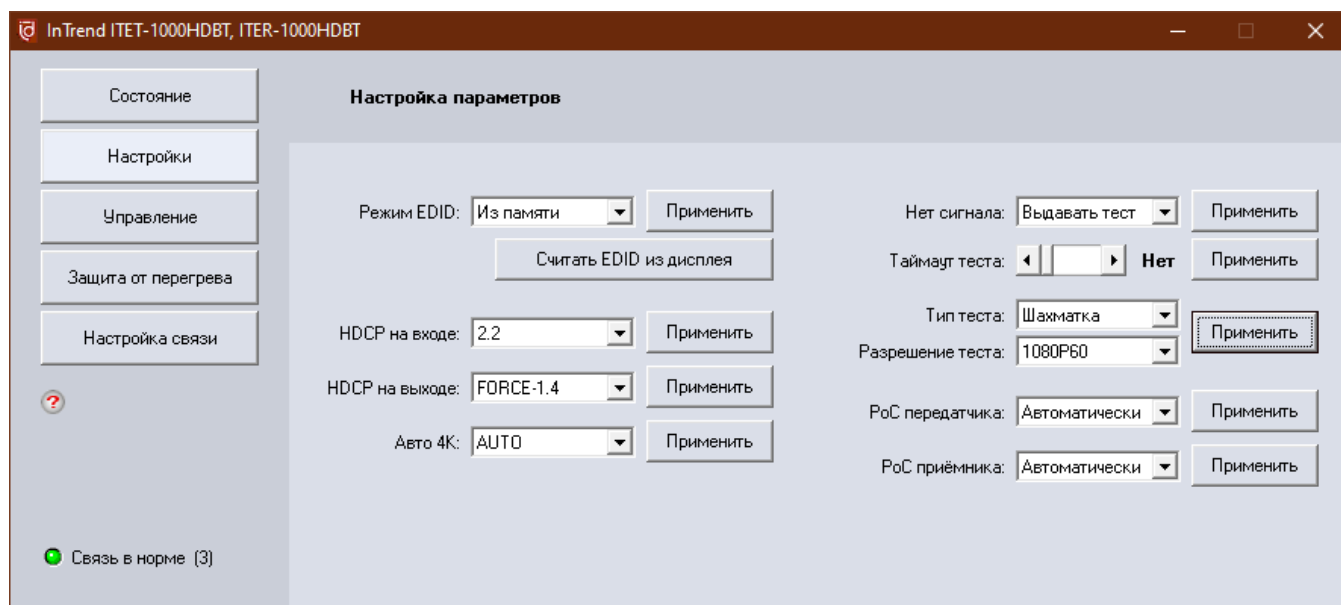 InTrend ITET-1000HDBT, ITER-1000HDBT
Состояние
Настройки
Управление
Защита от перегрева
Настройка связи
?
Связь в норме (3)
Настройка параметров
Режим EDID: Из памяти Применить
Считать EDID из дисплея
HDCP на входе: 2.2 Применить
HDCP на выходе: FORCE-1.4 Применить
Авто 4K: AUTO Применить
Нет сигнала: Выдавать тест Применить
Таймаут теста: Нет Применить
Тип теста: Шахматка
Применить
Разрешение теста: 1080P60
PoC передатчика: Автоматически Применить
PoC приёмника: Автоматически Применить